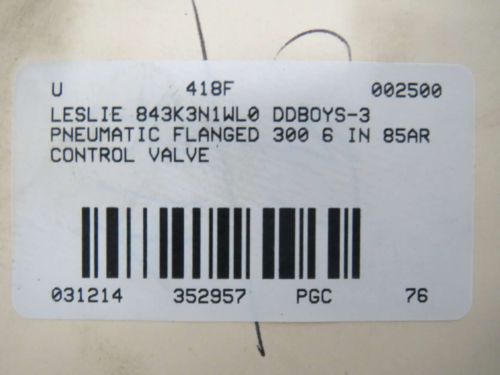 U 418F 002500
LESLIE 843K3N1WL0 DDBOYS-3
PNEUMATIC FLANGED 300 6 IN 85AR
CONTROL VALVE
031214 352957 PGC 76